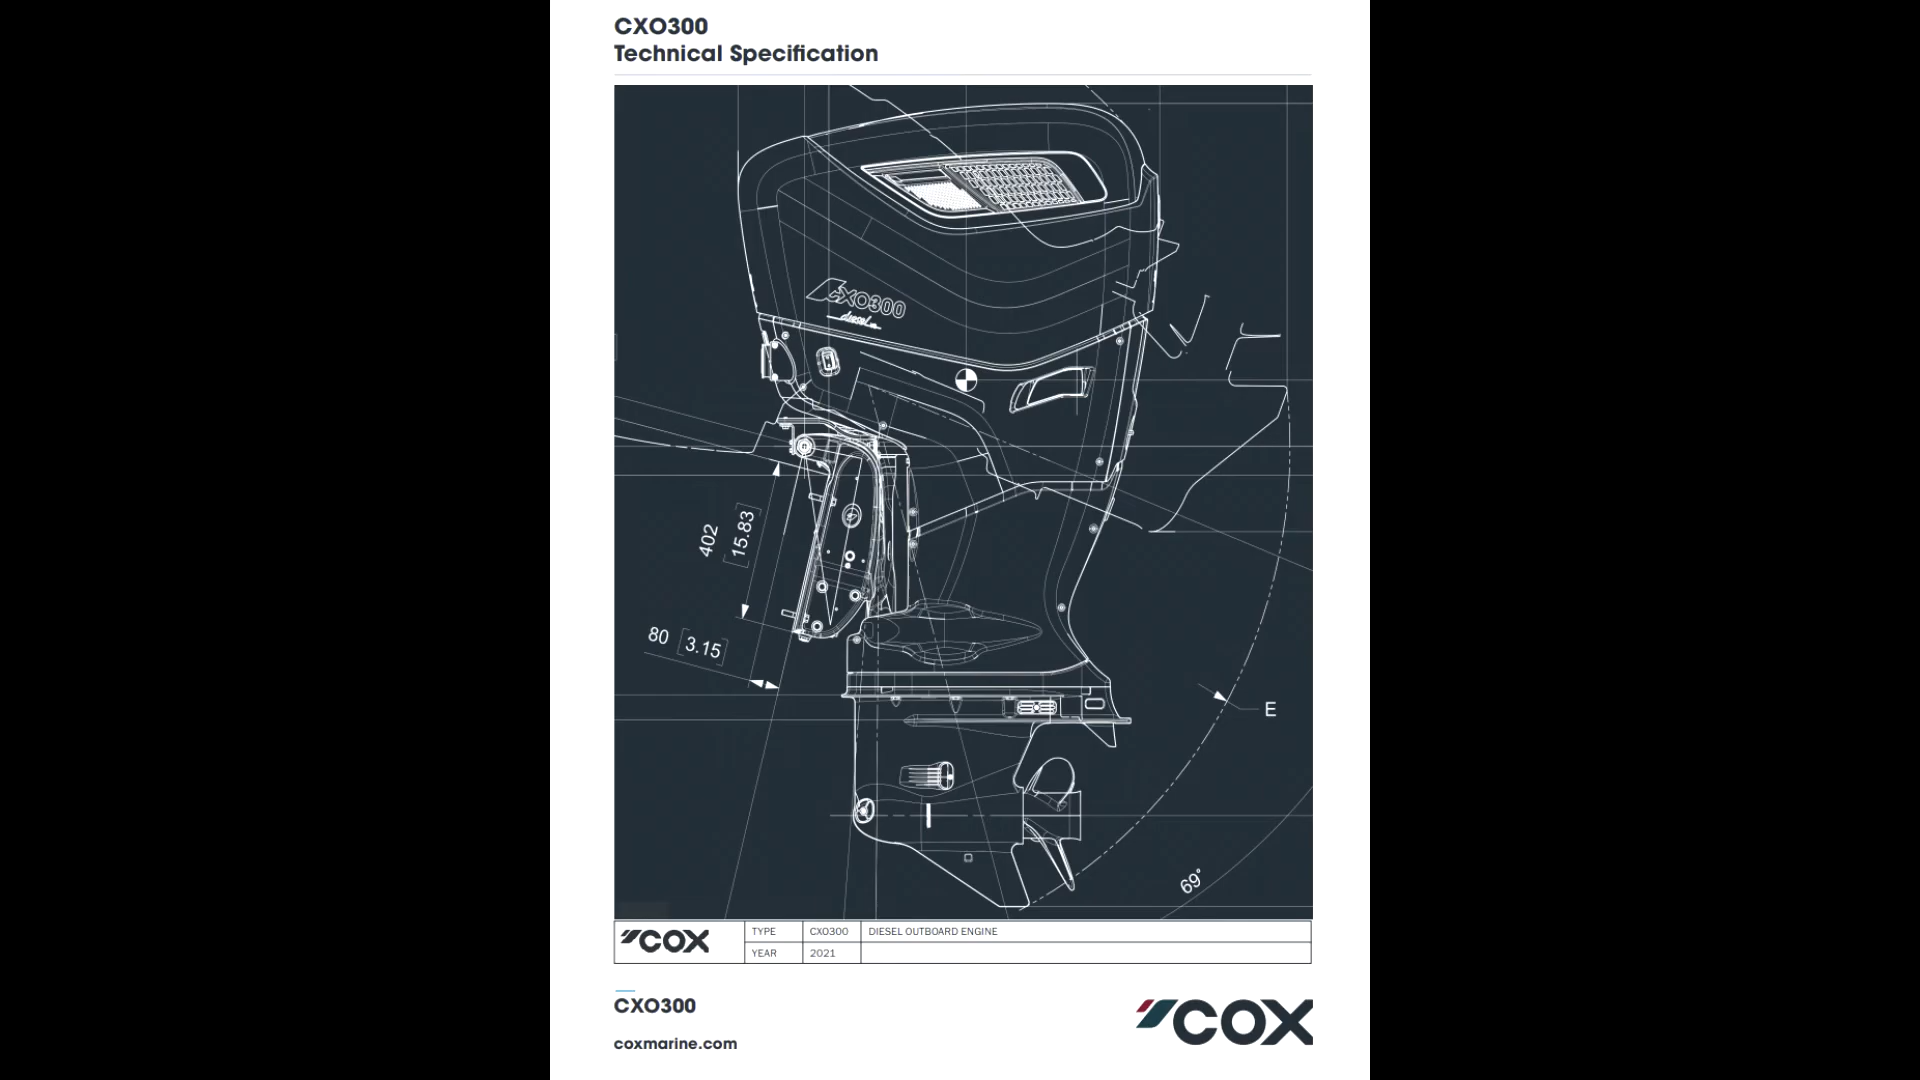 CXO300
Technical Specification
CXO300
diesel
402
15.83
80
3.15
E
69°
COX
TYPE
CXO300
DIESEL OUTBOARD ENGINE
YEAR
2021
CXO300
coxmarine.com
COX